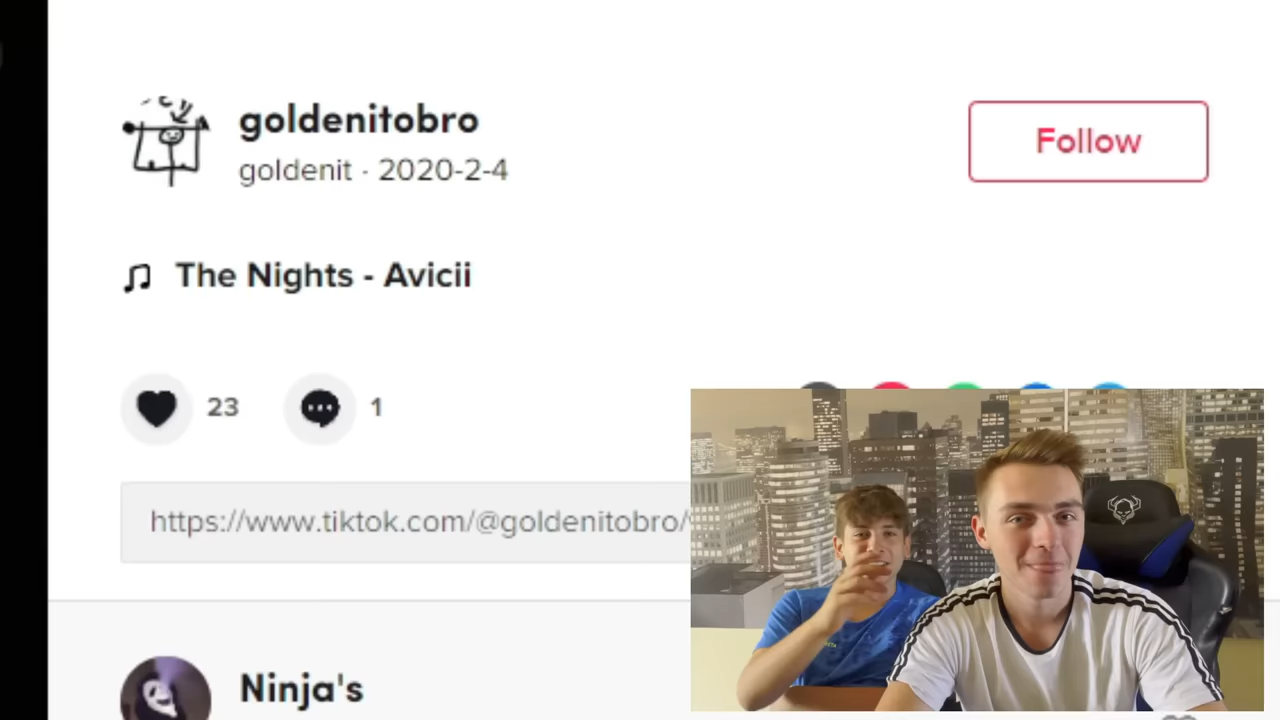 goldenitobro
goldenit · 2020-2-4
Follow
The Nights - Avicii
23
1
https://www.tiktok.com/@goldenitobro/
Ninja's